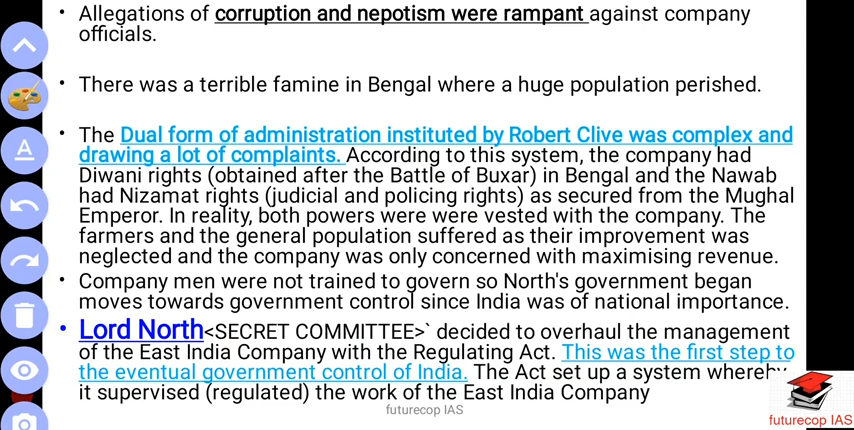 • Allegations of corruption and nepotism were rampant against company
officials.
• There was a terrible famine in Bengal where a huge population perished.
• The Dual form of administration instituted by Robert Clive was complex and
drawing a lot of complaints. According to this system, the company had
Diwani rights (obtained after the Battle of Buxar) in Bengal and the Nawab
had Nizamat rights (judicial and policing rights) as secured from the Mughal
Emperor. In reality, both powers were were vested with the company. The
farmers and the general population suffered as their improvement was
neglected and the company was only concerned with maximising revenue.
• Company men were not trained to govern so North's government began
moves towards government control since India was of national importance.
• Lord North<SECRET COMMITTEE>` decided to overhaul the management
of the East India Company with the Regulating Act. This was the first step to
the eventual government control of India. The Act set up a system whereby
it supervised (regulated) the work of the East India Company
futurecop IAS
futurecop IAS
A